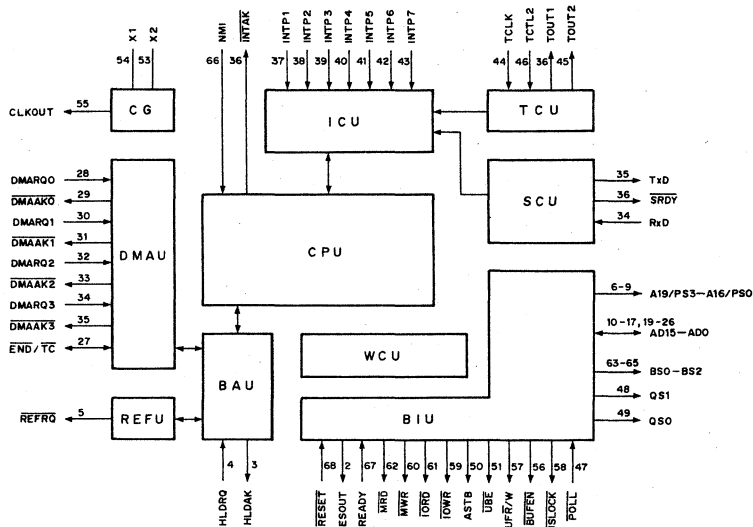 X1
X2
54
53
NMI
INTAK
66
36
INTP1
INTP2
INTP3
INTP4
INTP5
INTP6
INTP7
37
38
39
40
41
42
43
TCLK
TCTL2
TOUT1
TOUT2
44
46
36
45
CLKOUT
55
CG
ICU
TCU
DMARQ0
28
DMAAK0
29
DMARQ1
30
DMAAK1
31
DMARQ2
32
DMAAK2
33
DMARQ3
34
DMAAK3
35
END/TC
27
DMAU
CPU
SCU
35
TxD
36
SRDY
34
RxD
6-9
A19/PS3-A16/PS0
10-17, 19-26
AD15-AD0
63-65
BS0-BS2
48
QS1
49
QS0
WCU
BAU
BIU
REFRQ
5
REFU
4
3
HLDRQ
HLDAK
68
2
67
62
60
61
59
50
51
57
56
58
47
RESET
ESOUT
READY
MRD
MWR
IORD
IOWR
ASTB
UBE
UFR/W
BUFEN
ISLOCK
POLL